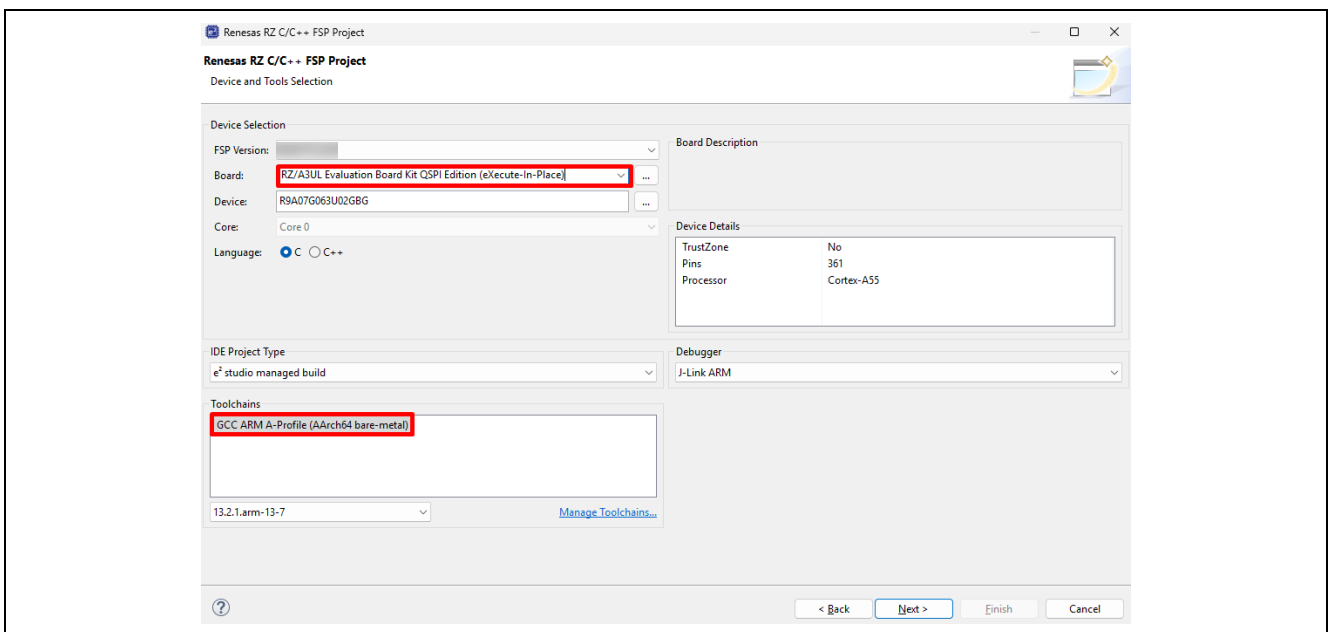 Renesas RZ C/C++ FSP Project
Renesas RZ C/C++ FSP Project
Device and Tools Selection
Device Selection
FSP Version:
Board: RZ/A3UL Evaluation Board Kit QSPI Edition (eXecute-In-Place) ...
Device: R9A07G063U02GBG ...
Core: Core 0
Language: C C++
Board Description
Device Details
TrustZone No
Pins 361
Processor Cortex-A55
IDE Project Type
e² studio managed build
Debugger
J-Link ARM
Toolchains
GCC ARM A-Profile (AArch64 bare-metal)
13.2.1.arm-13-7 Manage Toolchains...
? < Back Next > Finish Cancel